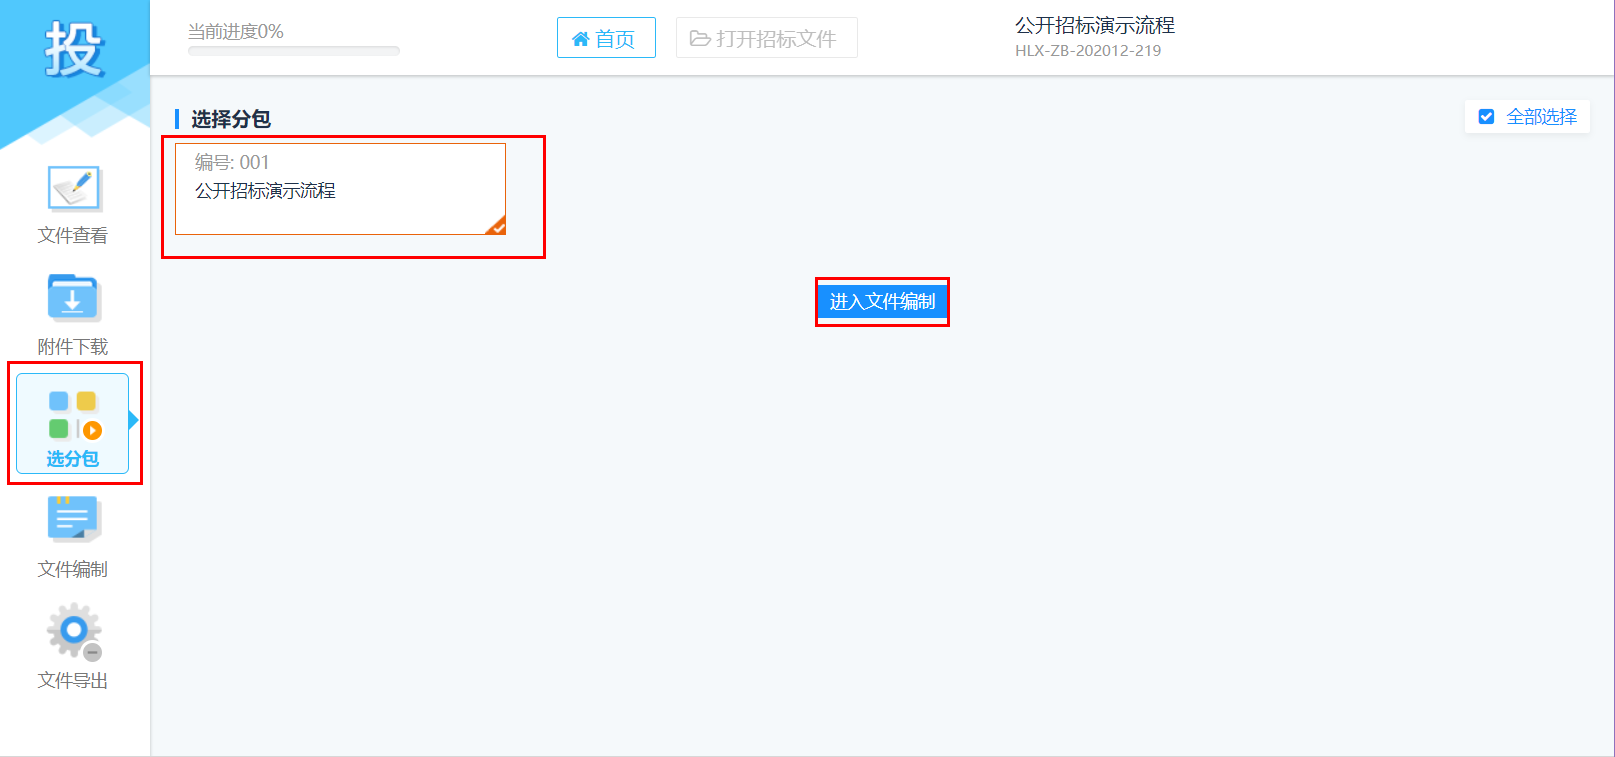 投
当前进度0%
首页
打开招标文件
公开招标演示流程
HLX-ZB-202012-219
选择分包
全部选择
编号: 001
公开招标演示流程
进入文件编制
文件查看
附件下载
选分包
文件编制
文件导出